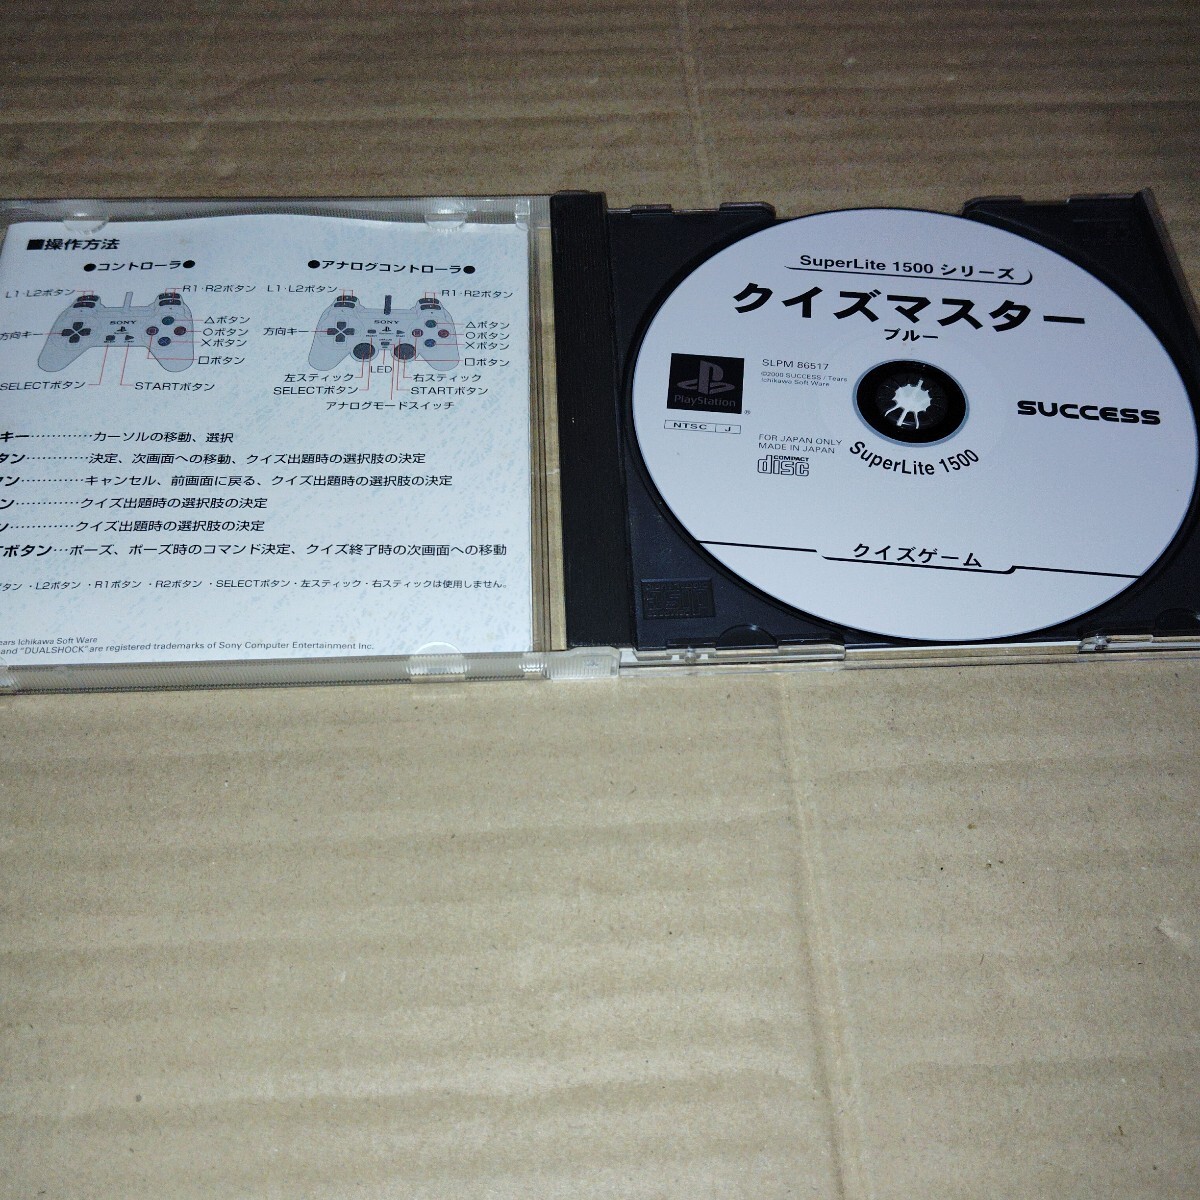 ■操作方法
●コントローラ●
●アナログコントローラ●
L1・L2ボタン
R1・R2ボタン
方向キー
△ボタン
○ボタン
×ボタン
□ボタン
SELECTボタン
STARTボタン
SONY
L1・L2ボタン
R1・R2ボタン
方向キー
△ボタン
○ボタン
×ボタン
□ボタン
LED
左スティック
右スティック
SELECTボタン
STARTボタン
アナログモードスイッチ
SONY
キー…………カーソルの移動、選択
タン…………決定、次画面への移動、クイズ出題時の選択肢の決定
タン…………キャンセル、前画面に戻る、クイズ出題時の選択肢の決定
ン…………クイズ出題時の選択肢の決定
ン…………クイズ出題時の選択肢の決定
Tボタン…ポーズ、ポーズ時のコマンド決定、クイズ終了時の次画面への移動
タン・L2ボタン・R1ボタン・R2ボタン・SELECTボタン・左スティック・右スティックは使用しません。
ears Ichikawa Soft Ware
and "DUALSHOCK" are registered trademarks of Sony Computer Entertainment Inc.
SuperLite 1500 シリーズ
クイズマスター
ブルー
SLPM 86517
©2000 SUCCESS / Tears
Ichikawa Soft Ware
PlayStation
®
NTSC J
FOR JAPAN ONLY
MADE IN JAPAN
COMPACT
disc
SUCCESS
SuperLite 1500
クイズゲーム